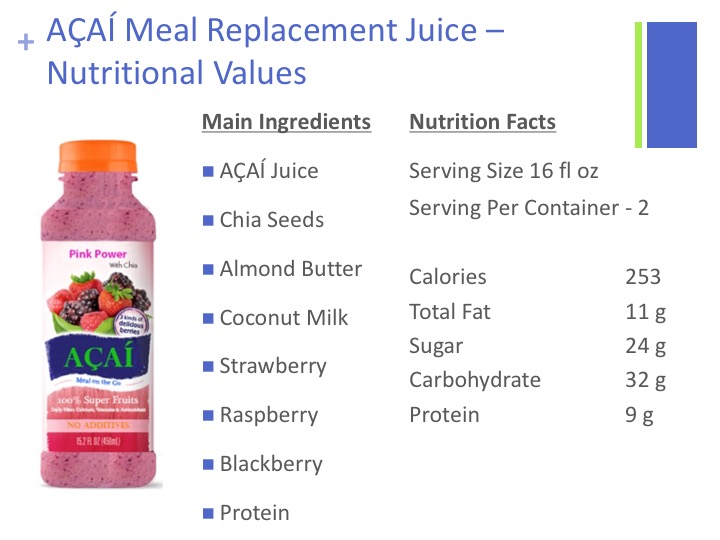 + AÇAÍ Meal Replacement Juice –
Nutritional Values
Main Ingredients
■ AÇAÍ Juice
■ Chia Seeds
■ Almond Butter
■ Coconut Milk
■ Strawberry
■ Raspberry
■ Blackberry
■ Protein
Nutrition Facts
Serving Size 16 fl oz
Serving Per Container - 2
Calories 253
Total Fat 11 g
Sugar 24 g
Carbohydrate 32 g
Protein 9 g
Pink Power
With Chia
3 kinds of
delicious
berries
AÇAÍ
Meal on the Go
100% Super Fruits
Daily Fiber, Calcium, Vitamin & Antioxidant
NO ADDITIVES
15.2 FL OZ (450mL)